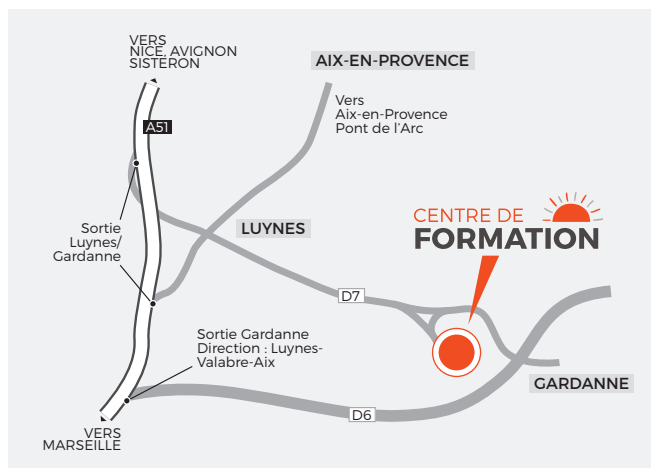 VERS
NICE, AVIGNON
SISTERON
AIX-EN-PROVENCE
Vers
Aix-en-Provence
Pont de l'Arc
A51
Sortie
Luynes/
Gardanne
LUYNES
CENTRE DE
FORMATION
D7
Sortie Gardanne
Direction : Luynes-
Valabre-Aix
GARDANNE
D6
VERS
MARSEILLE